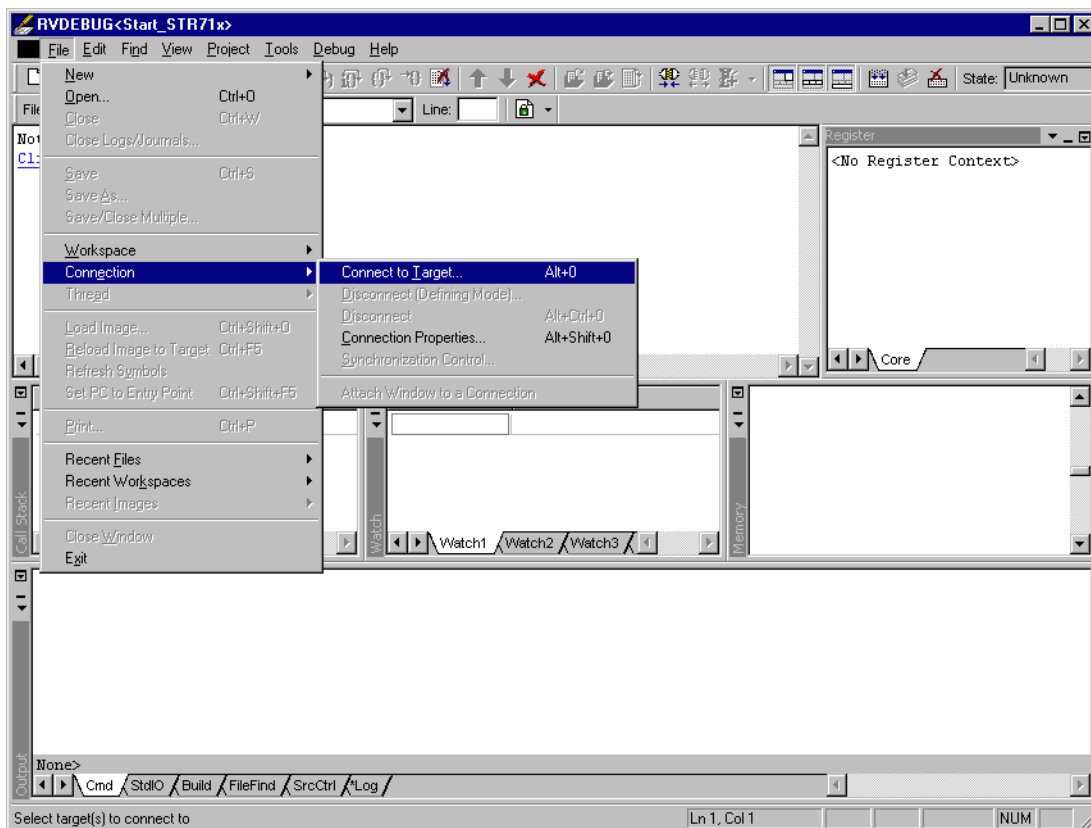 RVDEBUG<Start_STR71x>
File Edit Find View Project Tools Debug Help
State: Unknown
Line:
New
Open... Ctrl+O
Close Ctrl+W
Close Logs/Journals...
Save Ctrl+S
Save As...
Save/Close Multiple...
Workspace
Connection
Thread
Load Image... Ctrl+Shift+O
Reload Image to Target Ctrl+F5
Refresh Symbols
Set PC to Entry Point Ctrl+Shift+F5
Print... Ctrl+P
Recent Files
Recent Workspaces
Recent Images
Close Window
Exit
Connect to Target... Alt+0
Disconnect (Defining Mode)...
Disconnect Alt+Ctrl+0
Connection Properties... Alt+Shift+0
Synchronization Control...
Attach Window to a Connection
Register
<No Register Context>
Core
Call Stack
Watch
Watch1 Watch2 Watch3
Memory
Output
None>
Cmd StdIO Build FileFind SrcCtrl *Log
Select target(s) to connect to Ln 1, Col 1 NUM